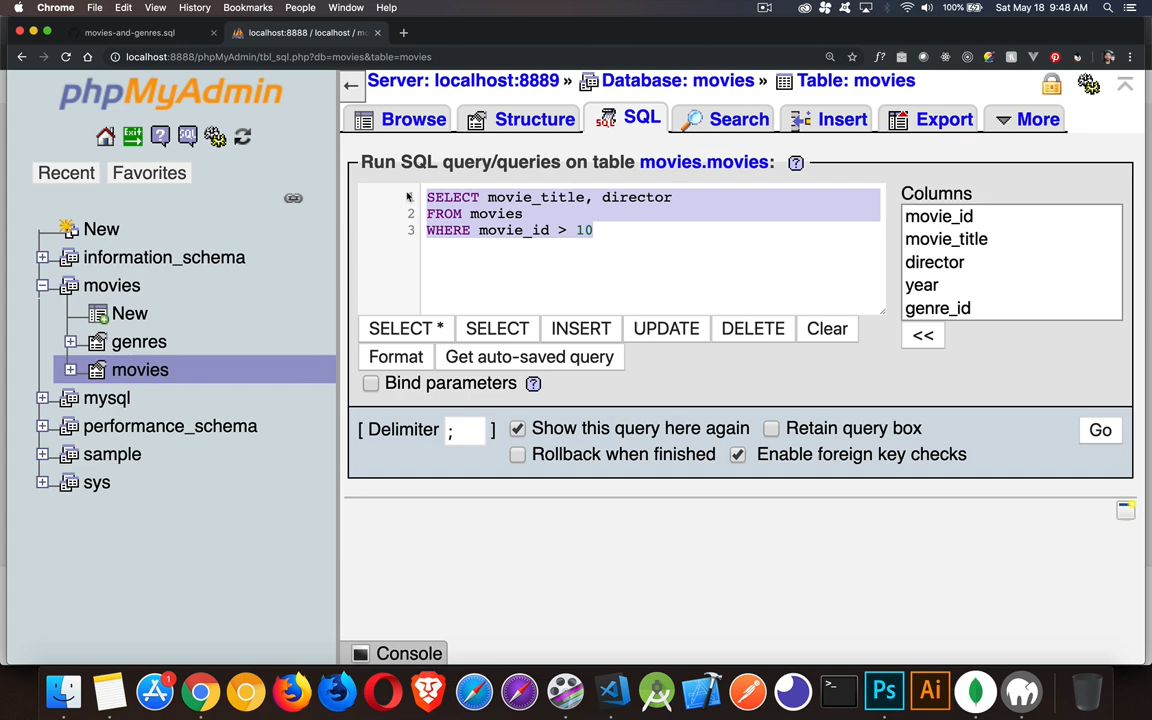 Chrome File Edit View History Bookmarks People Window Help 100% Sat May 18 9:48 AM
movies-and-genres.sql × localhost:8888 / localhost / mo × +
localhost:8888/phpMyAdmin/tbl_sql.php?db=movies&table=movies
phpMyAdmin
Exit SQL
Recent Favorites
New
information_schema
movies
New
genres
movies
mysql
performance_schema
sample
sys
Server: localhost:8889 » Database: movies » Table: movies
Browse Structure SQL Search Insert Export More
Run SQL query/queries on table movies.movies:
1 SELECT movie_title, director
2 FROM movies
3 WHERE movie_id > 10
Columns
movie_id
movie_title
director
year
genre_id
<<
SELECT * SELECT INSERT UPDATE DELETE Clear
Format Get auto-saved query
Bind parameters
[ Delimiter ; ] Show this query here again Retain query box
Rollback when finished Enable foreign key checks
Go
Console
1
Ps Ai